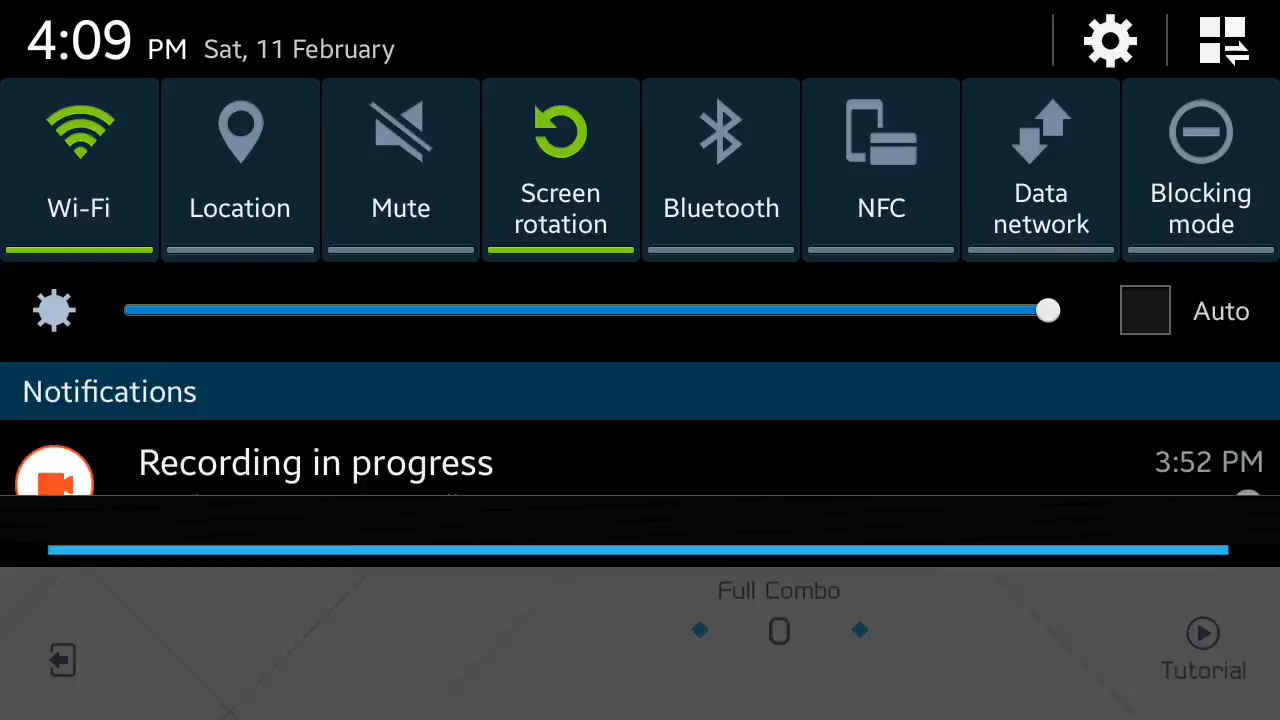 4:09 PM Sat, 11 February
Wi-Fi
Location
Mute
Screen
rotation
Bluetooth
NFC
Data
network
Blocking
mode
Auto
Notifications
Recording in progress
3:52 PM
Full Combo
0
Tutorial